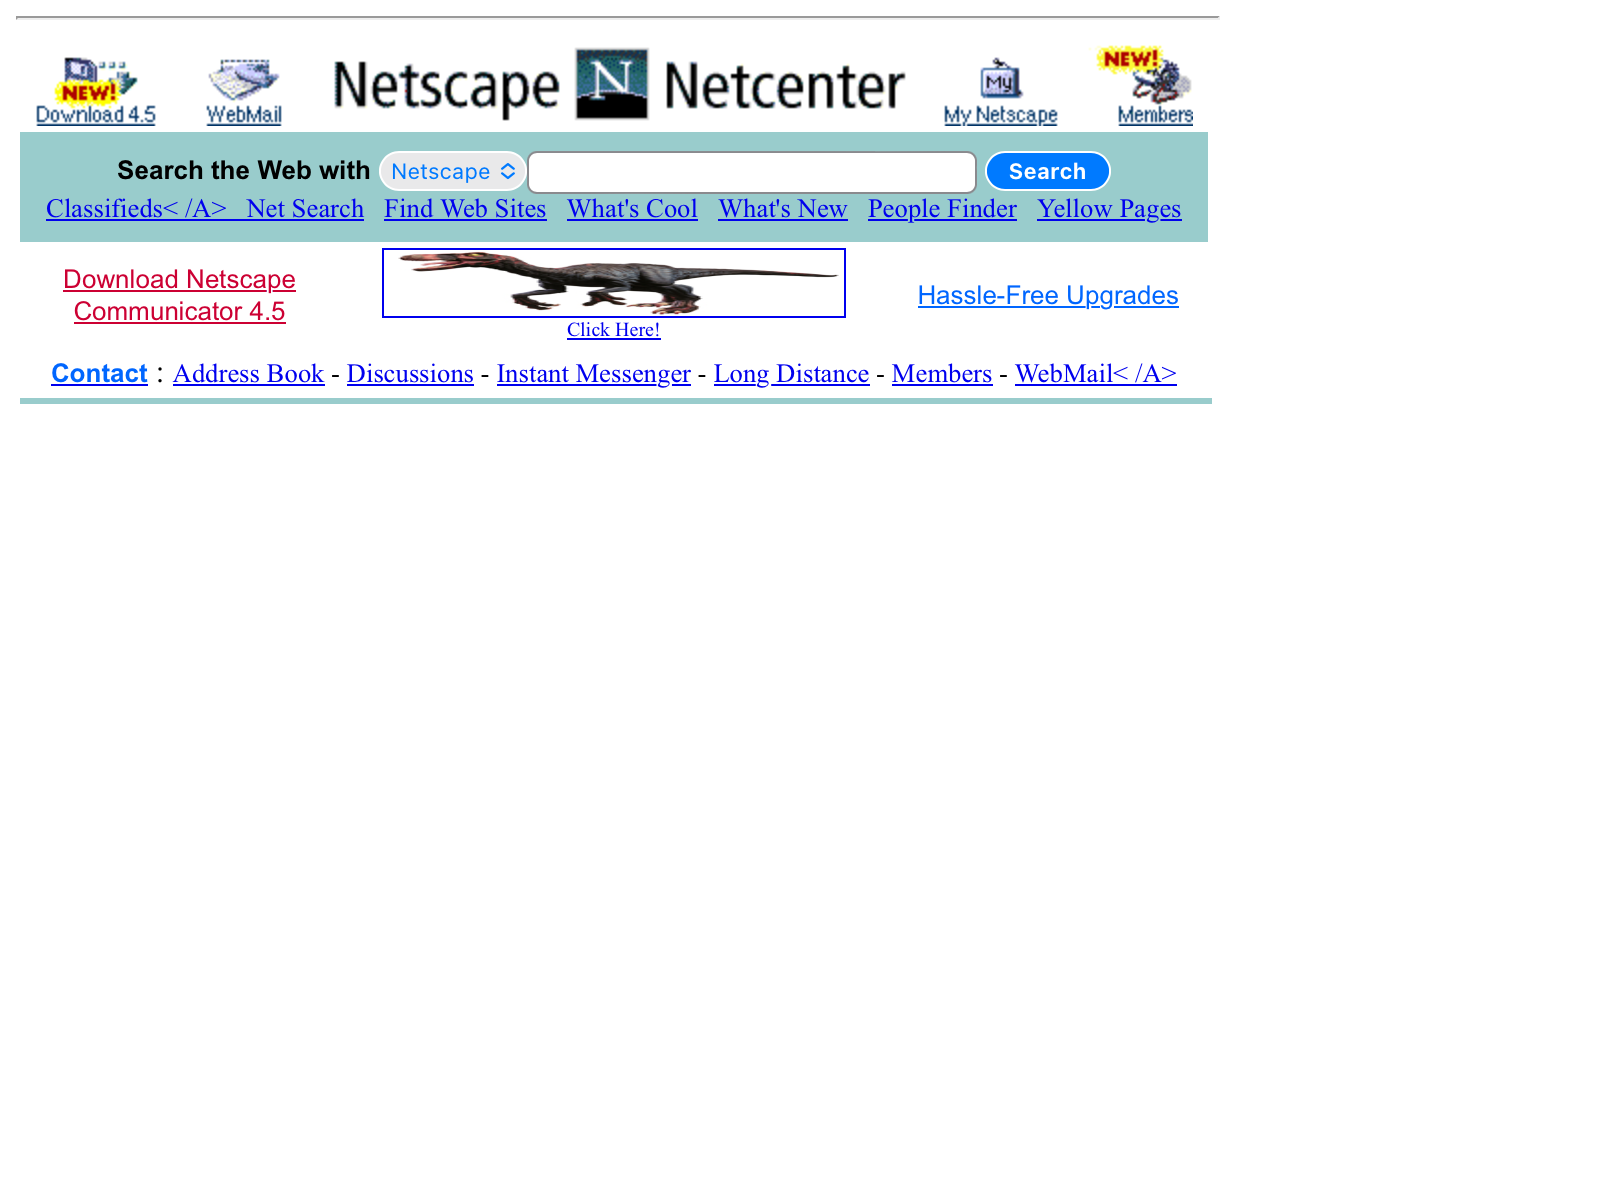 NEW!
Download 4.5
WebMail
Netscape N Netcenter
My Netscape
NEW!
Members
Search the Web with Netscape Search
Classifieds< /A> Net Search Find Web Sites What's Cool What's New People Finder Yellow Pages
Download Netscape
Communicator 4.5
Click Here!
Hassle-Free Upgrades
Contact : Address Book - Discussions - Instant Messenger - Long Distance - Members - WebMail< /A>